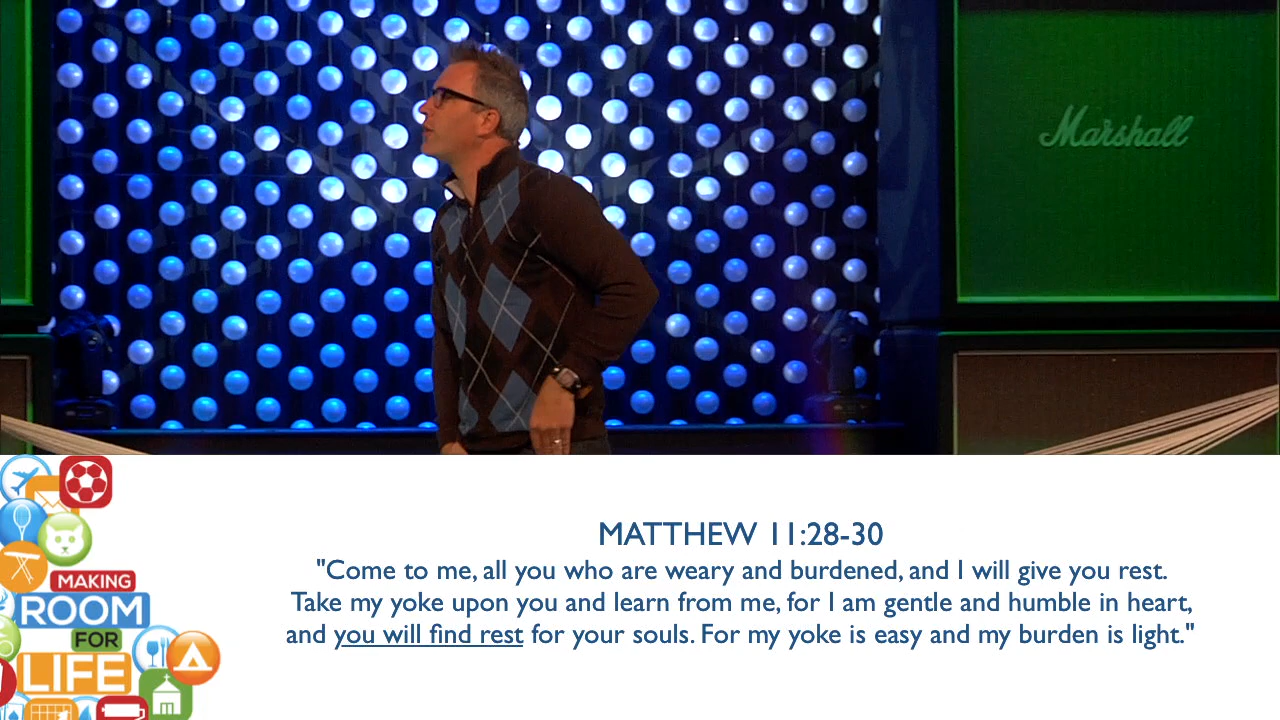 Marshall
MAKING
ROOM
FOR
LIFE
MATTHEW 11:28-30
"Come to me, all you who are weary and burdened, and I will give you rest.
Take my yoke upon you and learn from me, for I am gentle and humble in heart,
and you will find rest for your souls. For my yoke is easy and my burden is light."